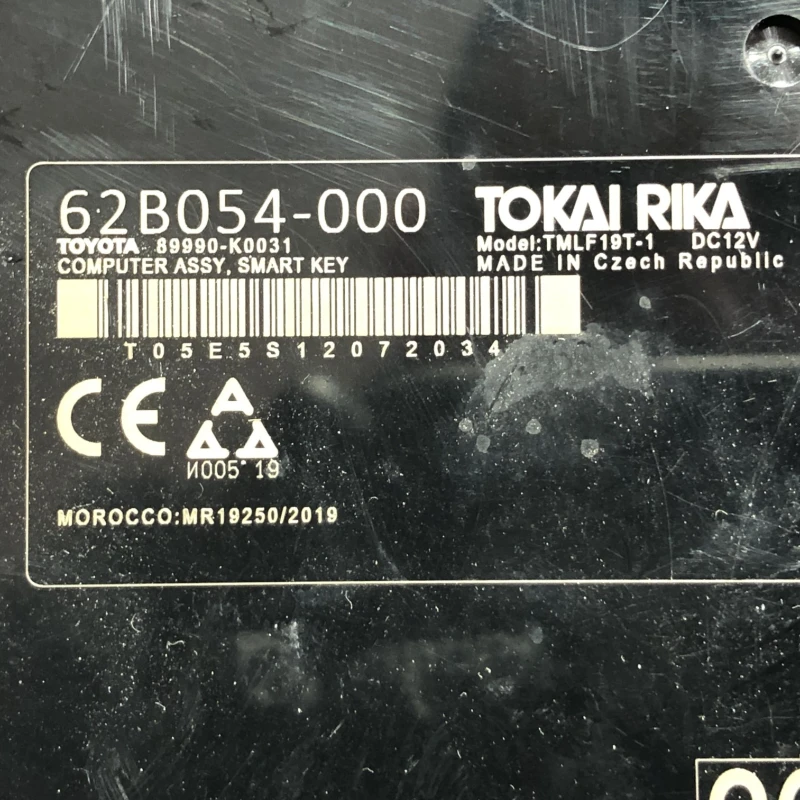 62B054-000 TOKAI RIKA
TOYOTA 89990-K0031 Model:TMLF19T-1 DC12V
COMPUTER ASSY, SMART KEY MADE IN Czech Republic
T05E5S12072034
CE A
И005 19
MOROCCO:MR19250/2019